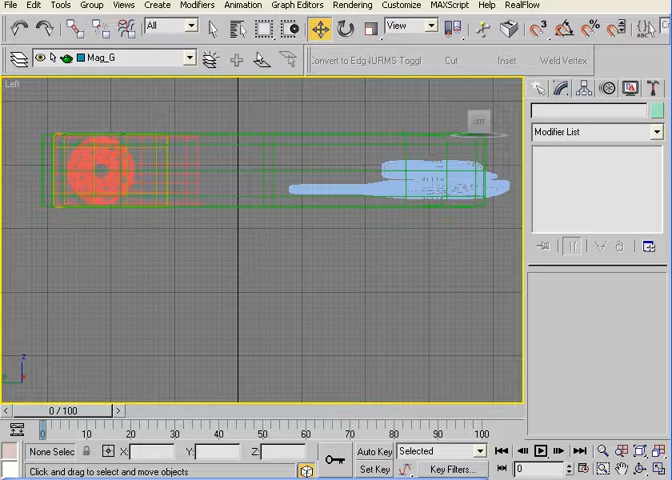 File Edit Tools Group Views Create Modifiers Animation Graph Editors Rendering Customize MAXScript Help RealFlow
All View
Mag_G Convert to Edg NURMS Toggl Cut Inset Weld Vertex
Left LEFT
Modifier List
z
0 / 100
0 10 20 30 40 50 60 70 80 90 100
None Selec X: Y: Z: Auto Key Selected
Click and drag to select and move objects Set Key Key Filters... 0